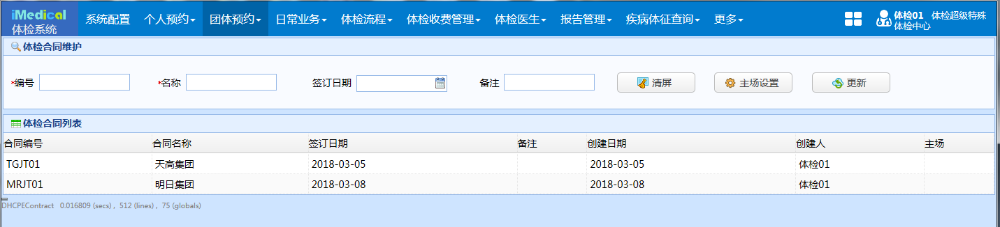 iMedical 体检系统 系统配置 个人预约 团体预约 日常业务 体检流程 体检收费管理 体检医生 报告管理 疾病体征查询 更多 体检01 体检超级特殊
体检中心
体检合同维护
*编号 *名称 签订日期 备注 清屏 主场设置 更新
体检合同列表
合同编号 合同名称 签订日期 备注 创建日期 创建人 主场
TGJT01 天高集团 2018-03-05 2018-03-05 体检01
MRJT01 明日集团 2018-03-08 2018-03-08 体检01
DHCPEContract 0.016809 (secs) , 512 (lines) , 75 (globals)